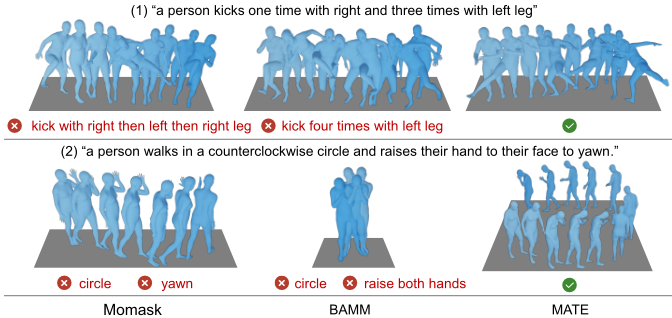 (1) “a person kicks one time with right and three times with left leg”
kick with right then left then right leg
kick four times with left leg
(2) “a person walks in a counterclockwise circle and raises their hand to their face to yawn.”
circle yawn
circle raise both hands
Momask BAMM MATE